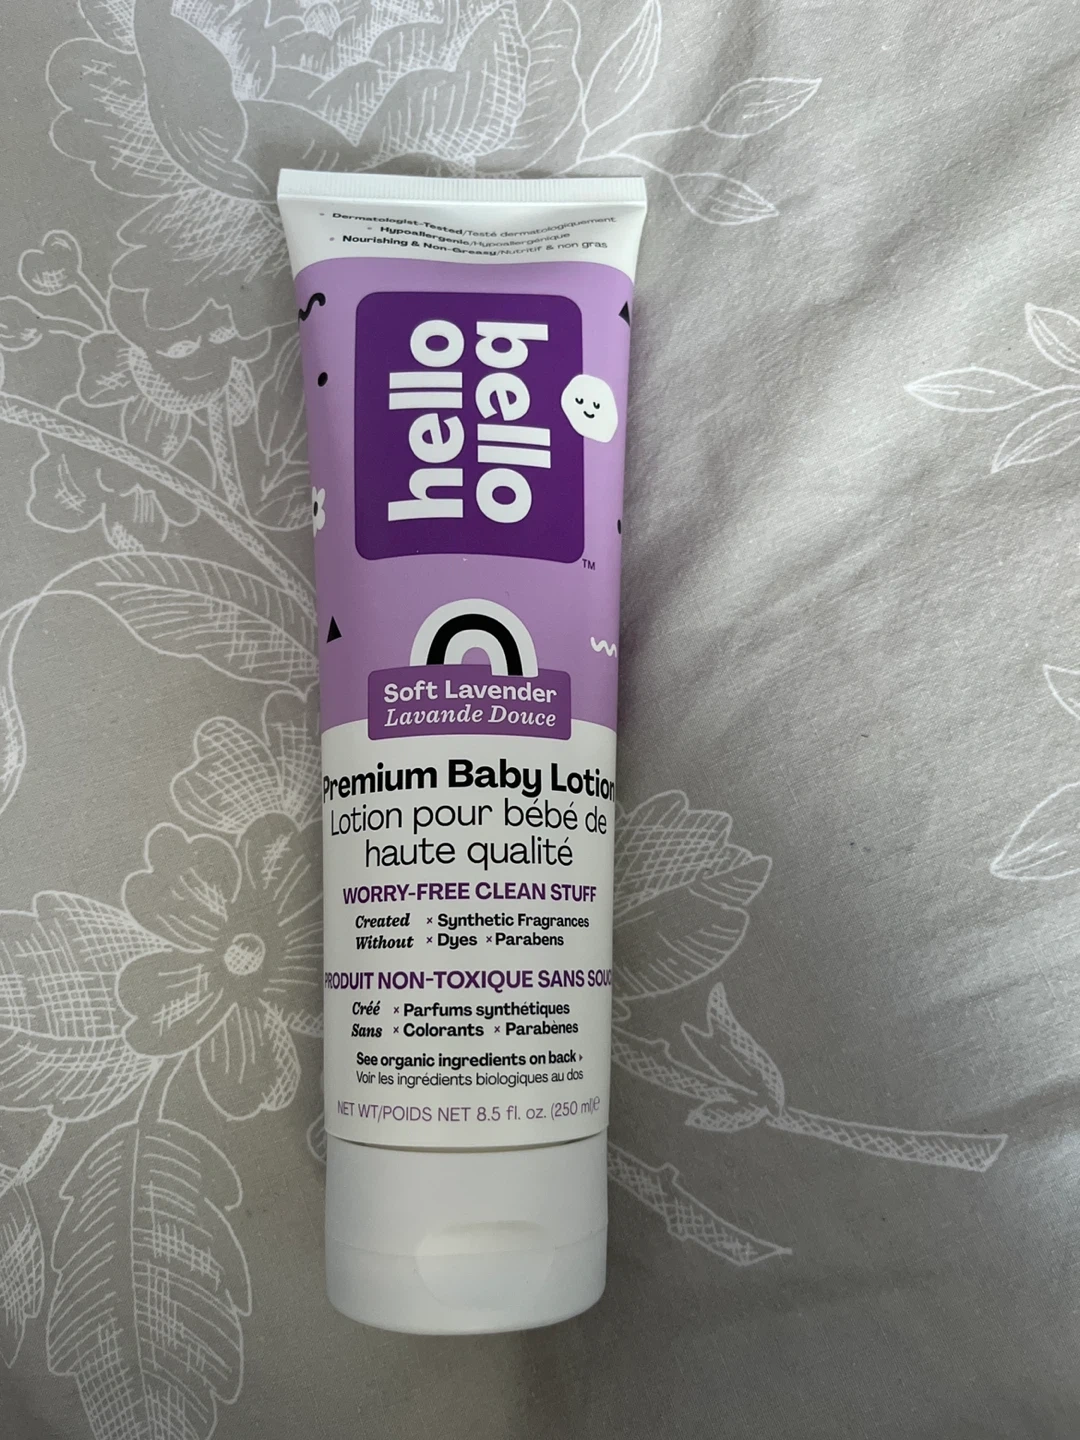 • Dermatologist-Tested/Testé dermatologiquement
• Hypoallergenic/Hypoallergénique
• Nourishing & Non-Greasy/Nutritif & non gras
hello
bello
TM
Soft Lavender
Lavande Douce
Premium Baby Lotion
Lotion pour bébé de
haute qualité
WORRY-FREE CLEAN STUFF
Created × Synthetic Fragrances
Without × Dyes × Parabens
PRODUIT NON-TOXIQUE SANS
Créé × Parfums synthétiques
Sans × Colorants × Parabènes
See organic ingredients on back
Voir les ingrédients biologiques au dos
NET WT/POIDS NET 8.5 fl. oz. (250 ml)℮